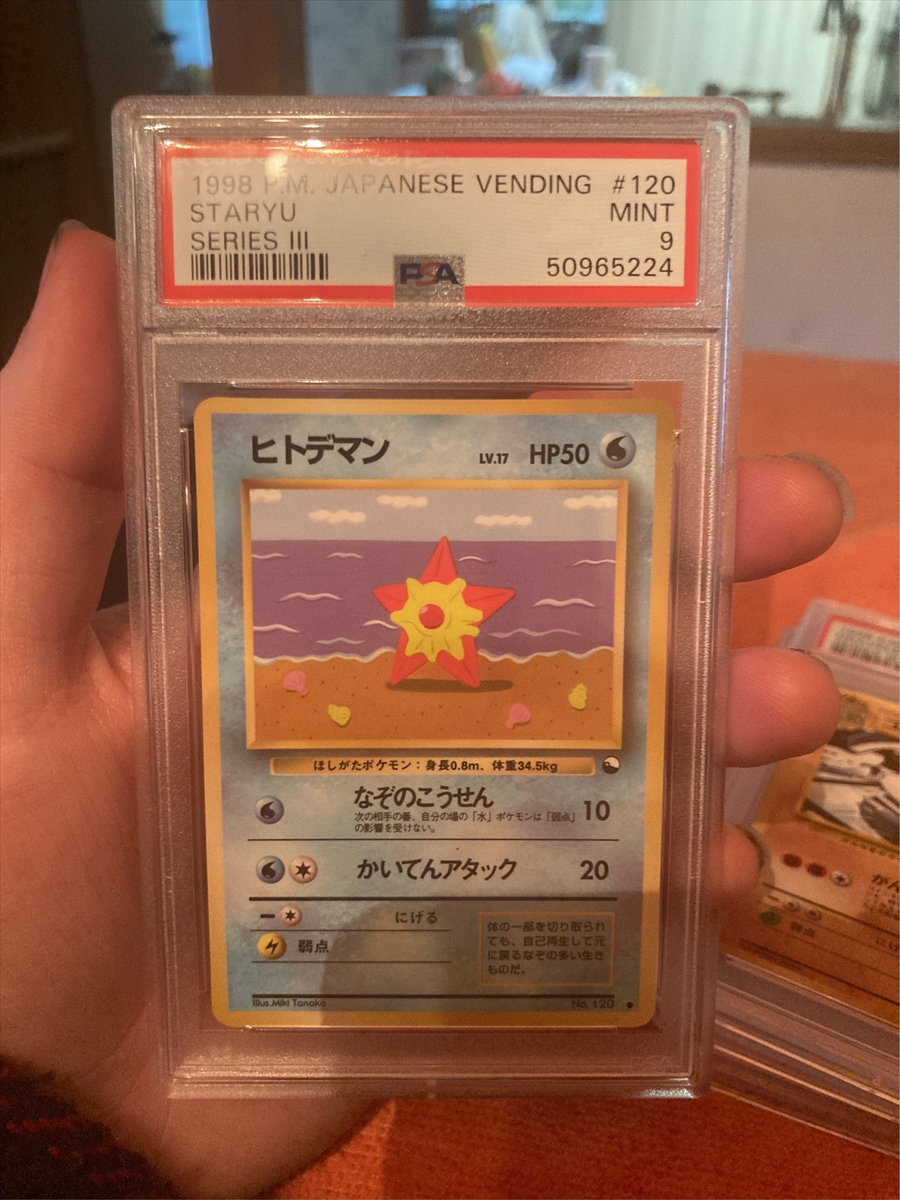 1998 P.M. JAPANESE VENDING #120
STARYU MINT
SERIES III 9
PSA 50965224
ヒトデマン LV.17 HP50
ほしがたポケモン：身長0.8m、体重34.5kg
なぞのこうせん 10
次の相手の番、自分の場の「水」ポケモンは「弱点」
の影響を受けない。
かいてんアタック 20
にげる
弱点
体の一部を切り取られ
ても、自己再生して元
に戻るなぞの多い生き
ものだ。
Illus.Miki Tanaka No. 120
がん
弱点
にげ